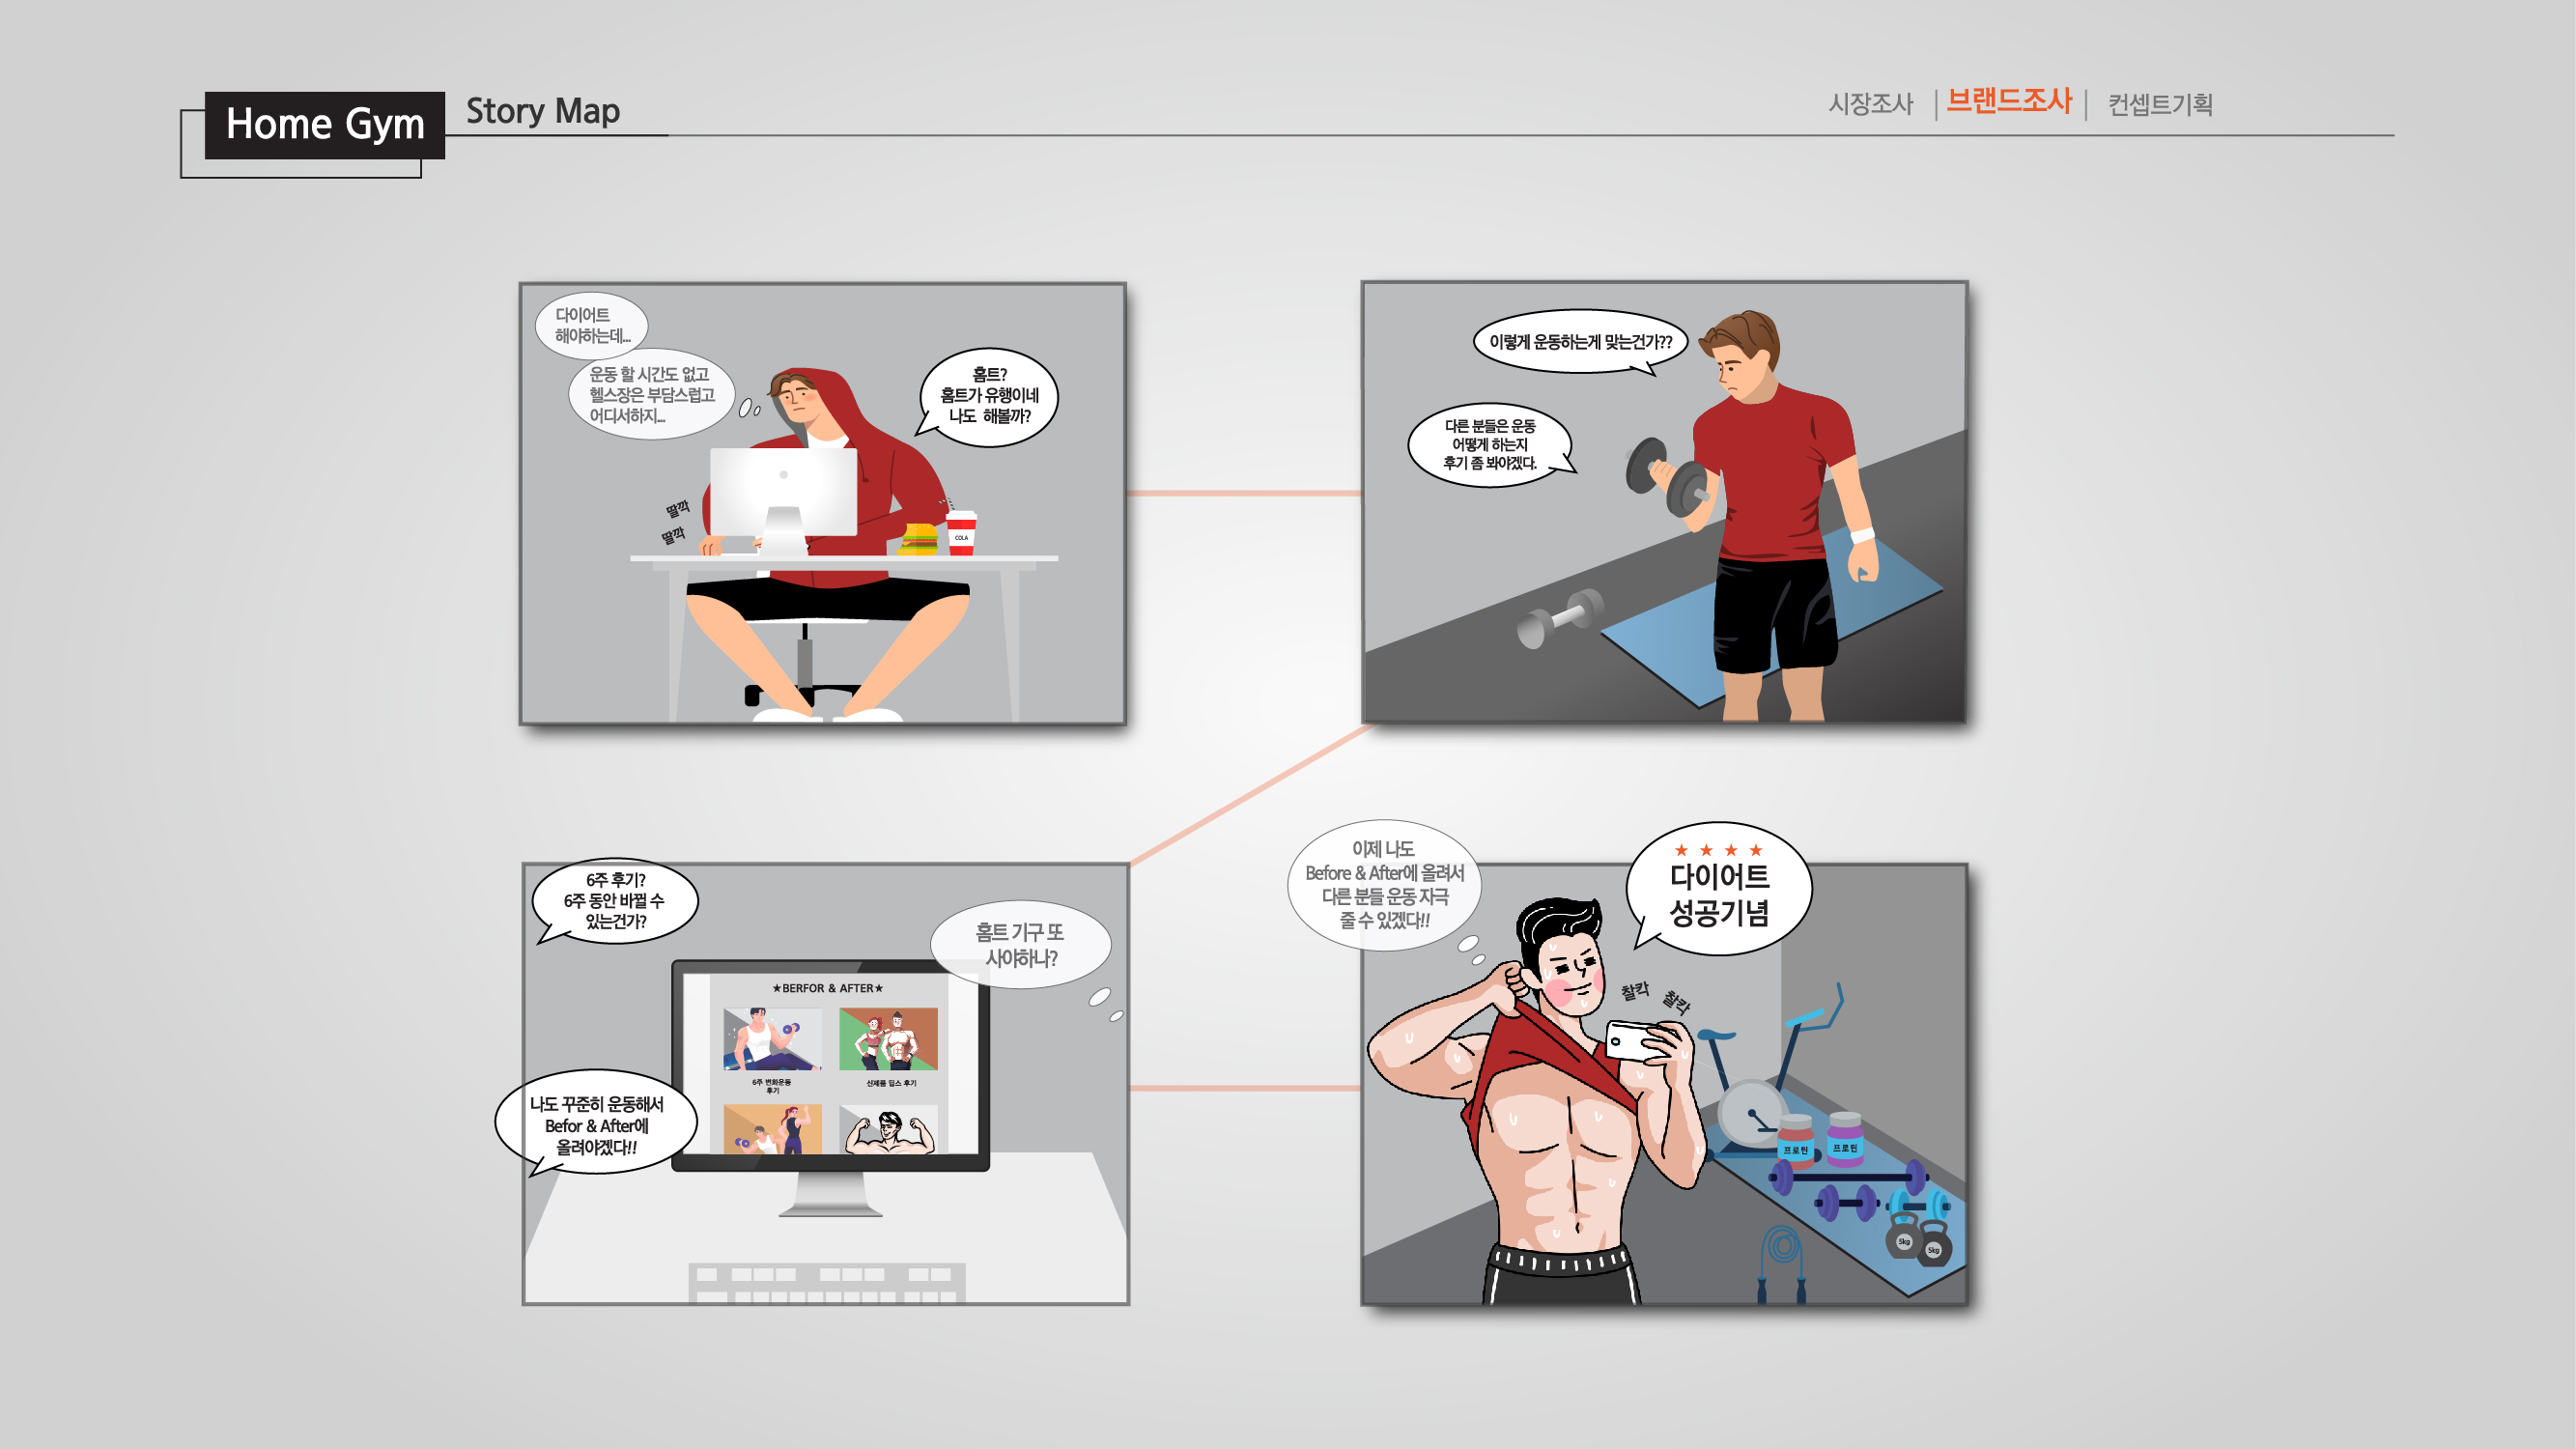 Home Gym
Story Map
시장조사
브랜드조사
컨셉트기획
다이어트
해야하는데...
운동 할 시간도 없고
헬스장은 부담스럽고
어디서하지...
홈트?
홈트가 유행이네
나도 해볼까?
딸깍
딸깍
COLA
이렇게 운동하는게 맞는건가??
다른 분들은 운동
어떻게 하는지
후기 좀 봐야겠다.
6주 후기?
6주 동안 바뀔 수
있는건가?
홈트 기구 또
사야하나?
★BERFOR & AFTER★
6주 변화운동
후기
신제품 딥스 후기
나도 꾸준히 운동해서
Befor & After에
올려야겠다!!
이제 나도
Before & After에 올려서
다른 분들 운동 자극
줄 수 있겠다!!
★ ★ ★ ★
다이어트
성공기념
찰칵
찰칵
프로틴
프로틴
5kg
5kg